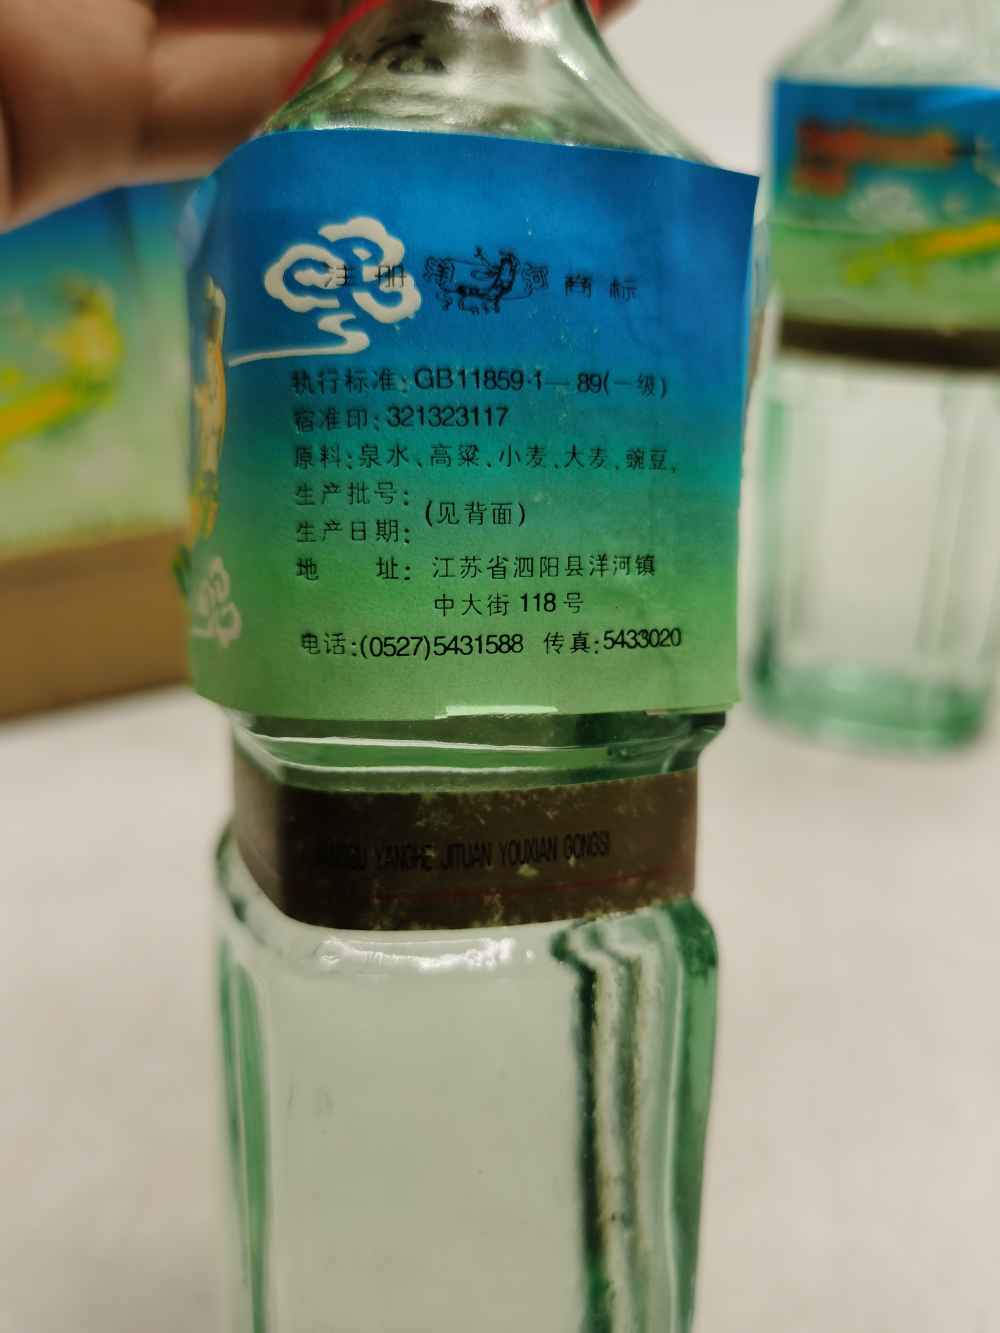 注册 洋河 商标
执行标准:GB11859·1—89(一级)
宿准印:321323117
原料:泉水、高粱、小麦、大麦、豌豆,
生产批号:
(见背面)
生产日期:
地 址: 江苏省泗阳县洋河镇
中大街 118 号
电话:(0527)5431588 传真:5433020
YANGHE JITUAN YOUXIAN GONGSI